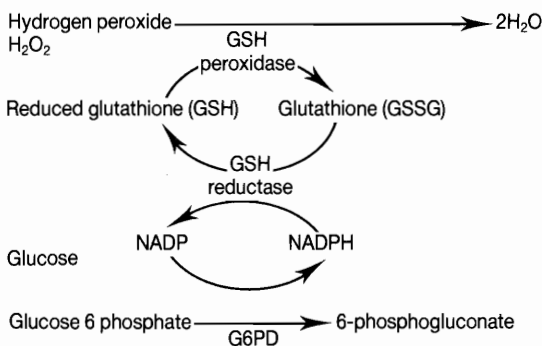 Hydrogen peroxide 2H₂O
H₂O₂
GSH
peroxidase
Reduced glutathione (GSH) Glutathione (GSSG)
GSH
reductase
NADP NADPH
Glucose
Glucose 6 phosphate 6-phosphogluconate
G6PD